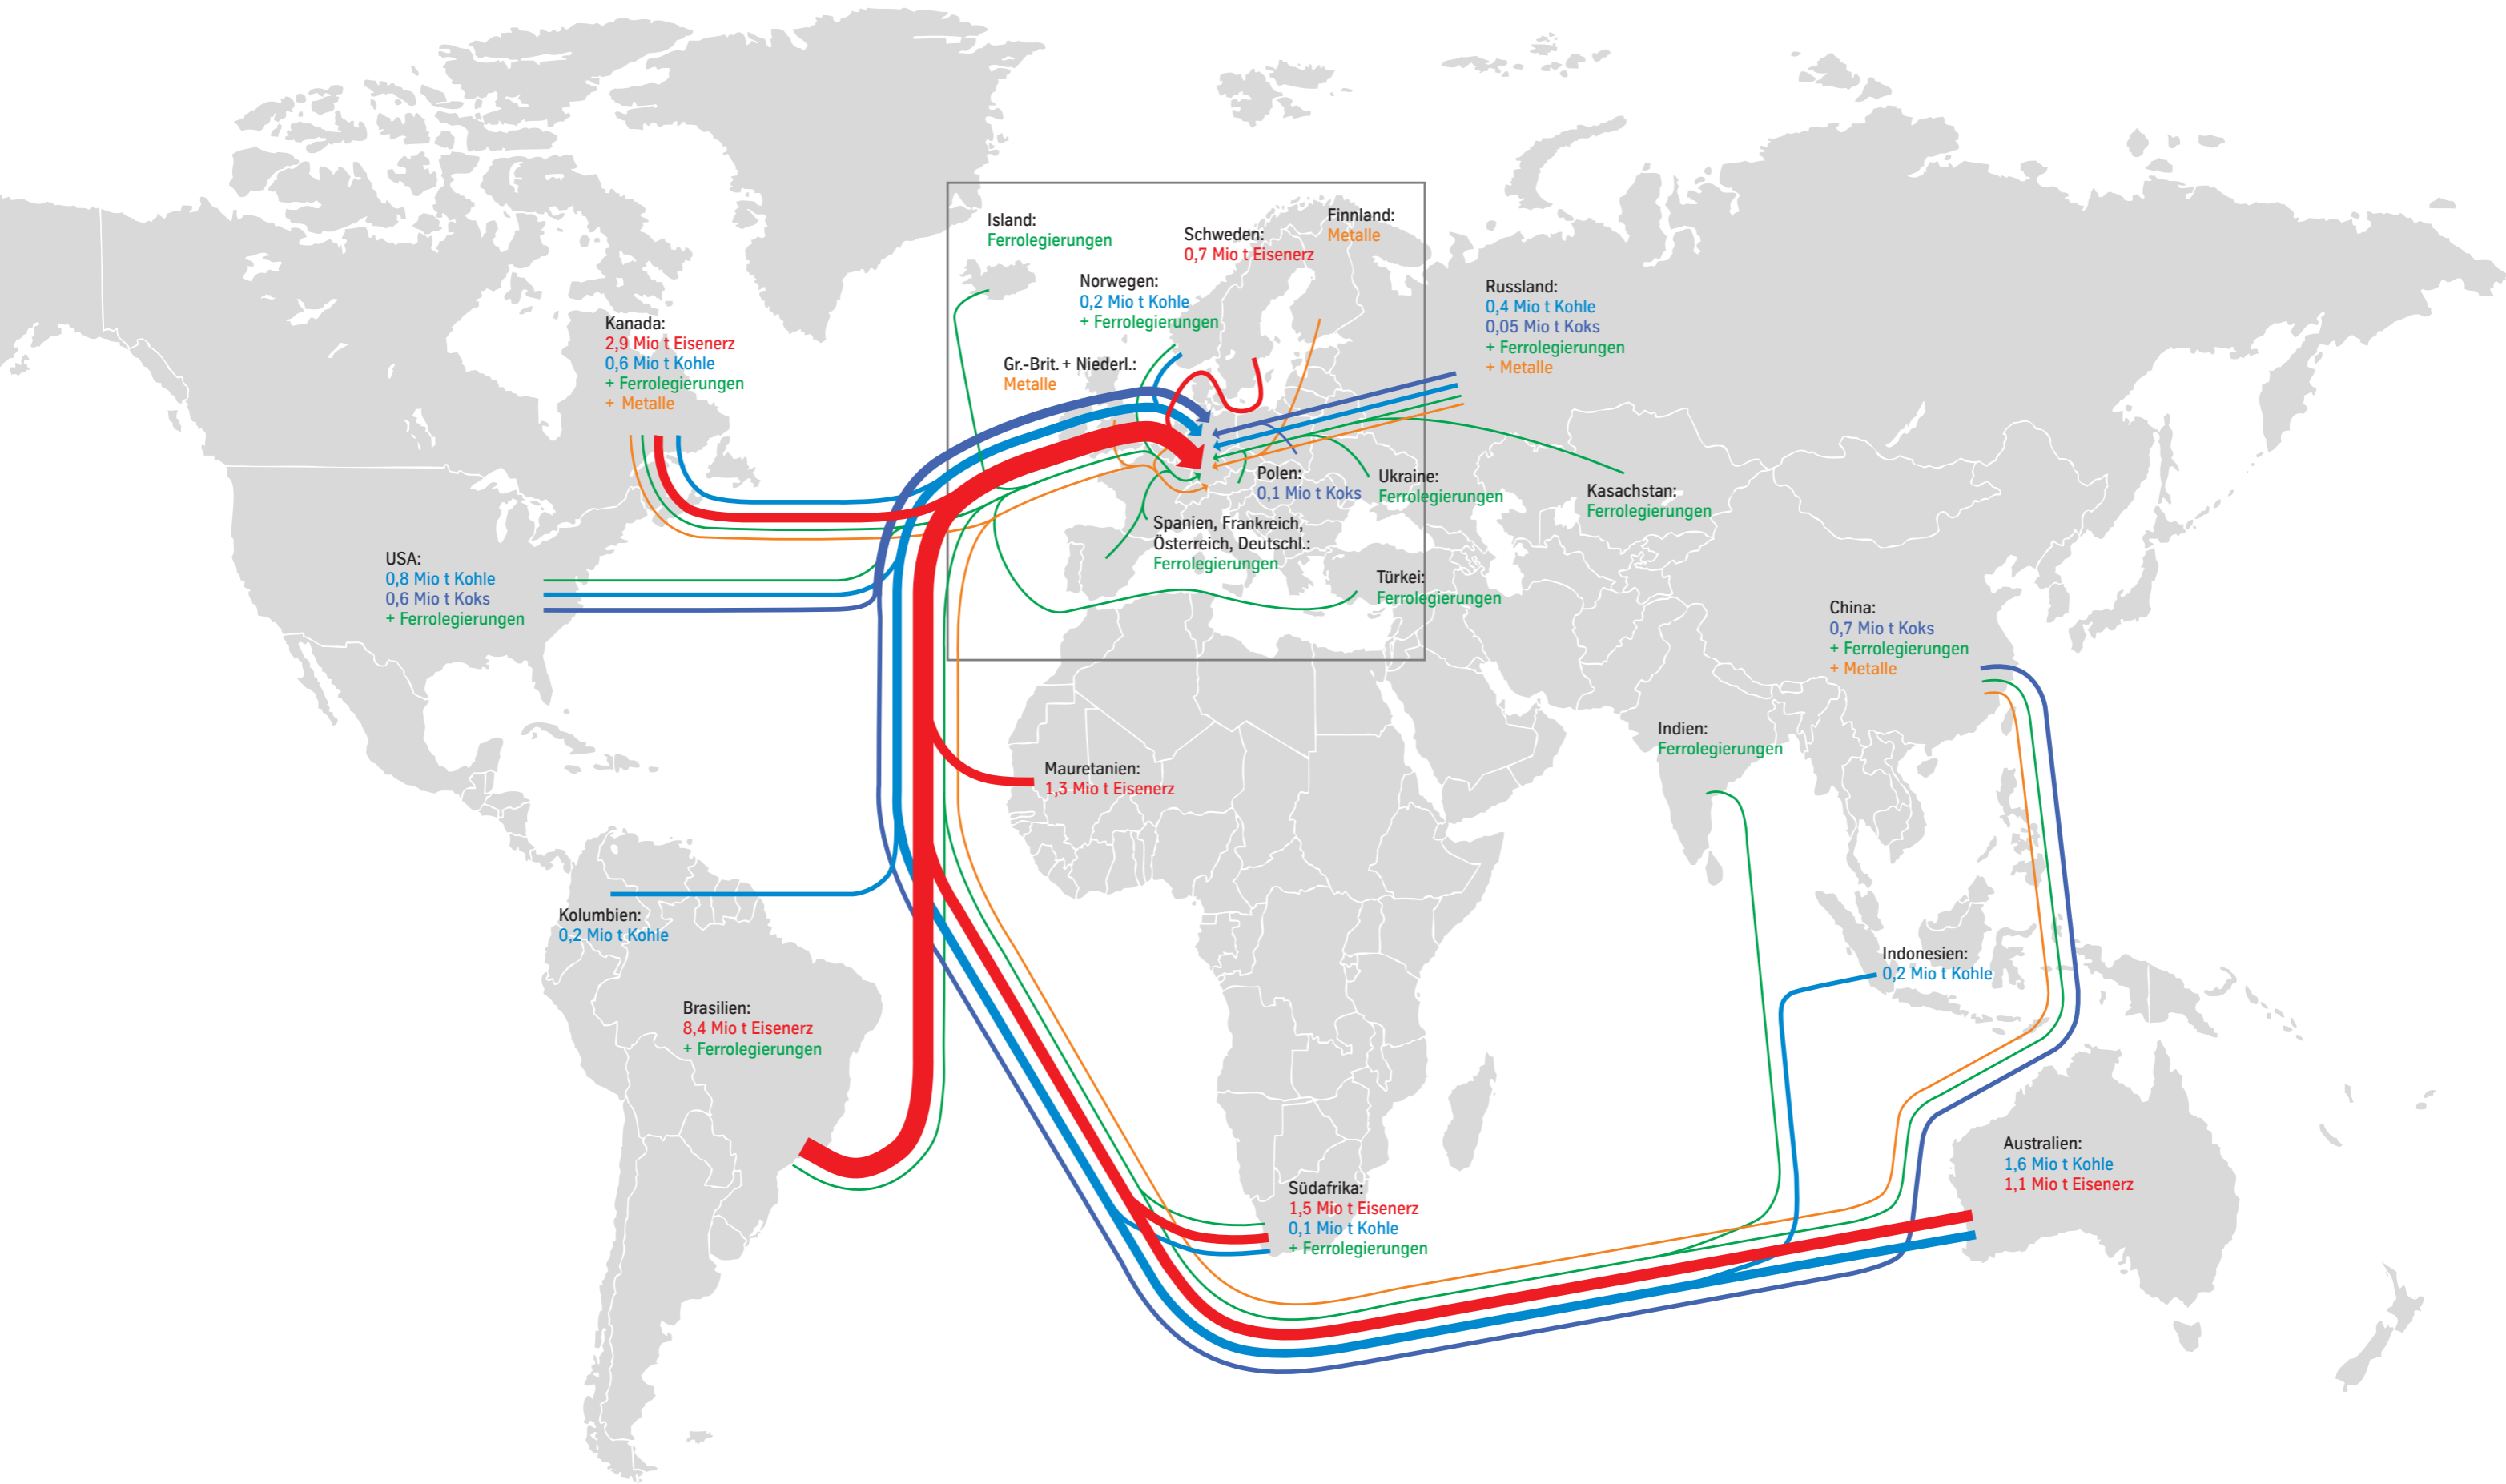 Island:
Ferrolegierungen
Finnland:
Metalle
Schweden:
0,7 Mio t Eisenerz
Norwegen:
0,2 Mio t Kohle
+ Ferrolegierungen
Russland:
0,4 Mio t Kohle
0,05 Mio t Koks
+ Ferrolegierungen
+ Metalle
Kanada:
2,9 Mio t Eisenerz
0,6 Mio t Kohle
+ Ferrolegierungen
+ Metalle
Gr.-Brit. + Niederl.:
Metalle
Polen:
0,1 Mio t Koks
Ukraine:
Ferrolegierungen
Kasachstan:
Ferrolegierungen
Spanien, Frankreich,
Österreich, Deutschl.:
Ferrolegierungen
USA:
0,8 Mio t Kohle
0,6 Mio t Koks
+ Ferrolegierungen
Türkei:
Ferrolegierungen
China:
0,7 Mio t Koks
+ Ferrolegierungen
+ Metalle
Indien:
Ferrolegierungen
Mauretanien:
1,3 Mio t Eisenerz
Kolumbien:
0,2 Mio t Kohle
Indonesien:
0,2 Mio t Kohle
Brasilien:
8,4 Mio t Eisenerz
+ Ferrolegierungen
Australien:
1,6 Mio t Kohle
1,1 Mio t Eisenerz
Südafrika:
1,5 Mio t Eisenerz
0,1 Mio t Kohle
+ Ferrolegierungen